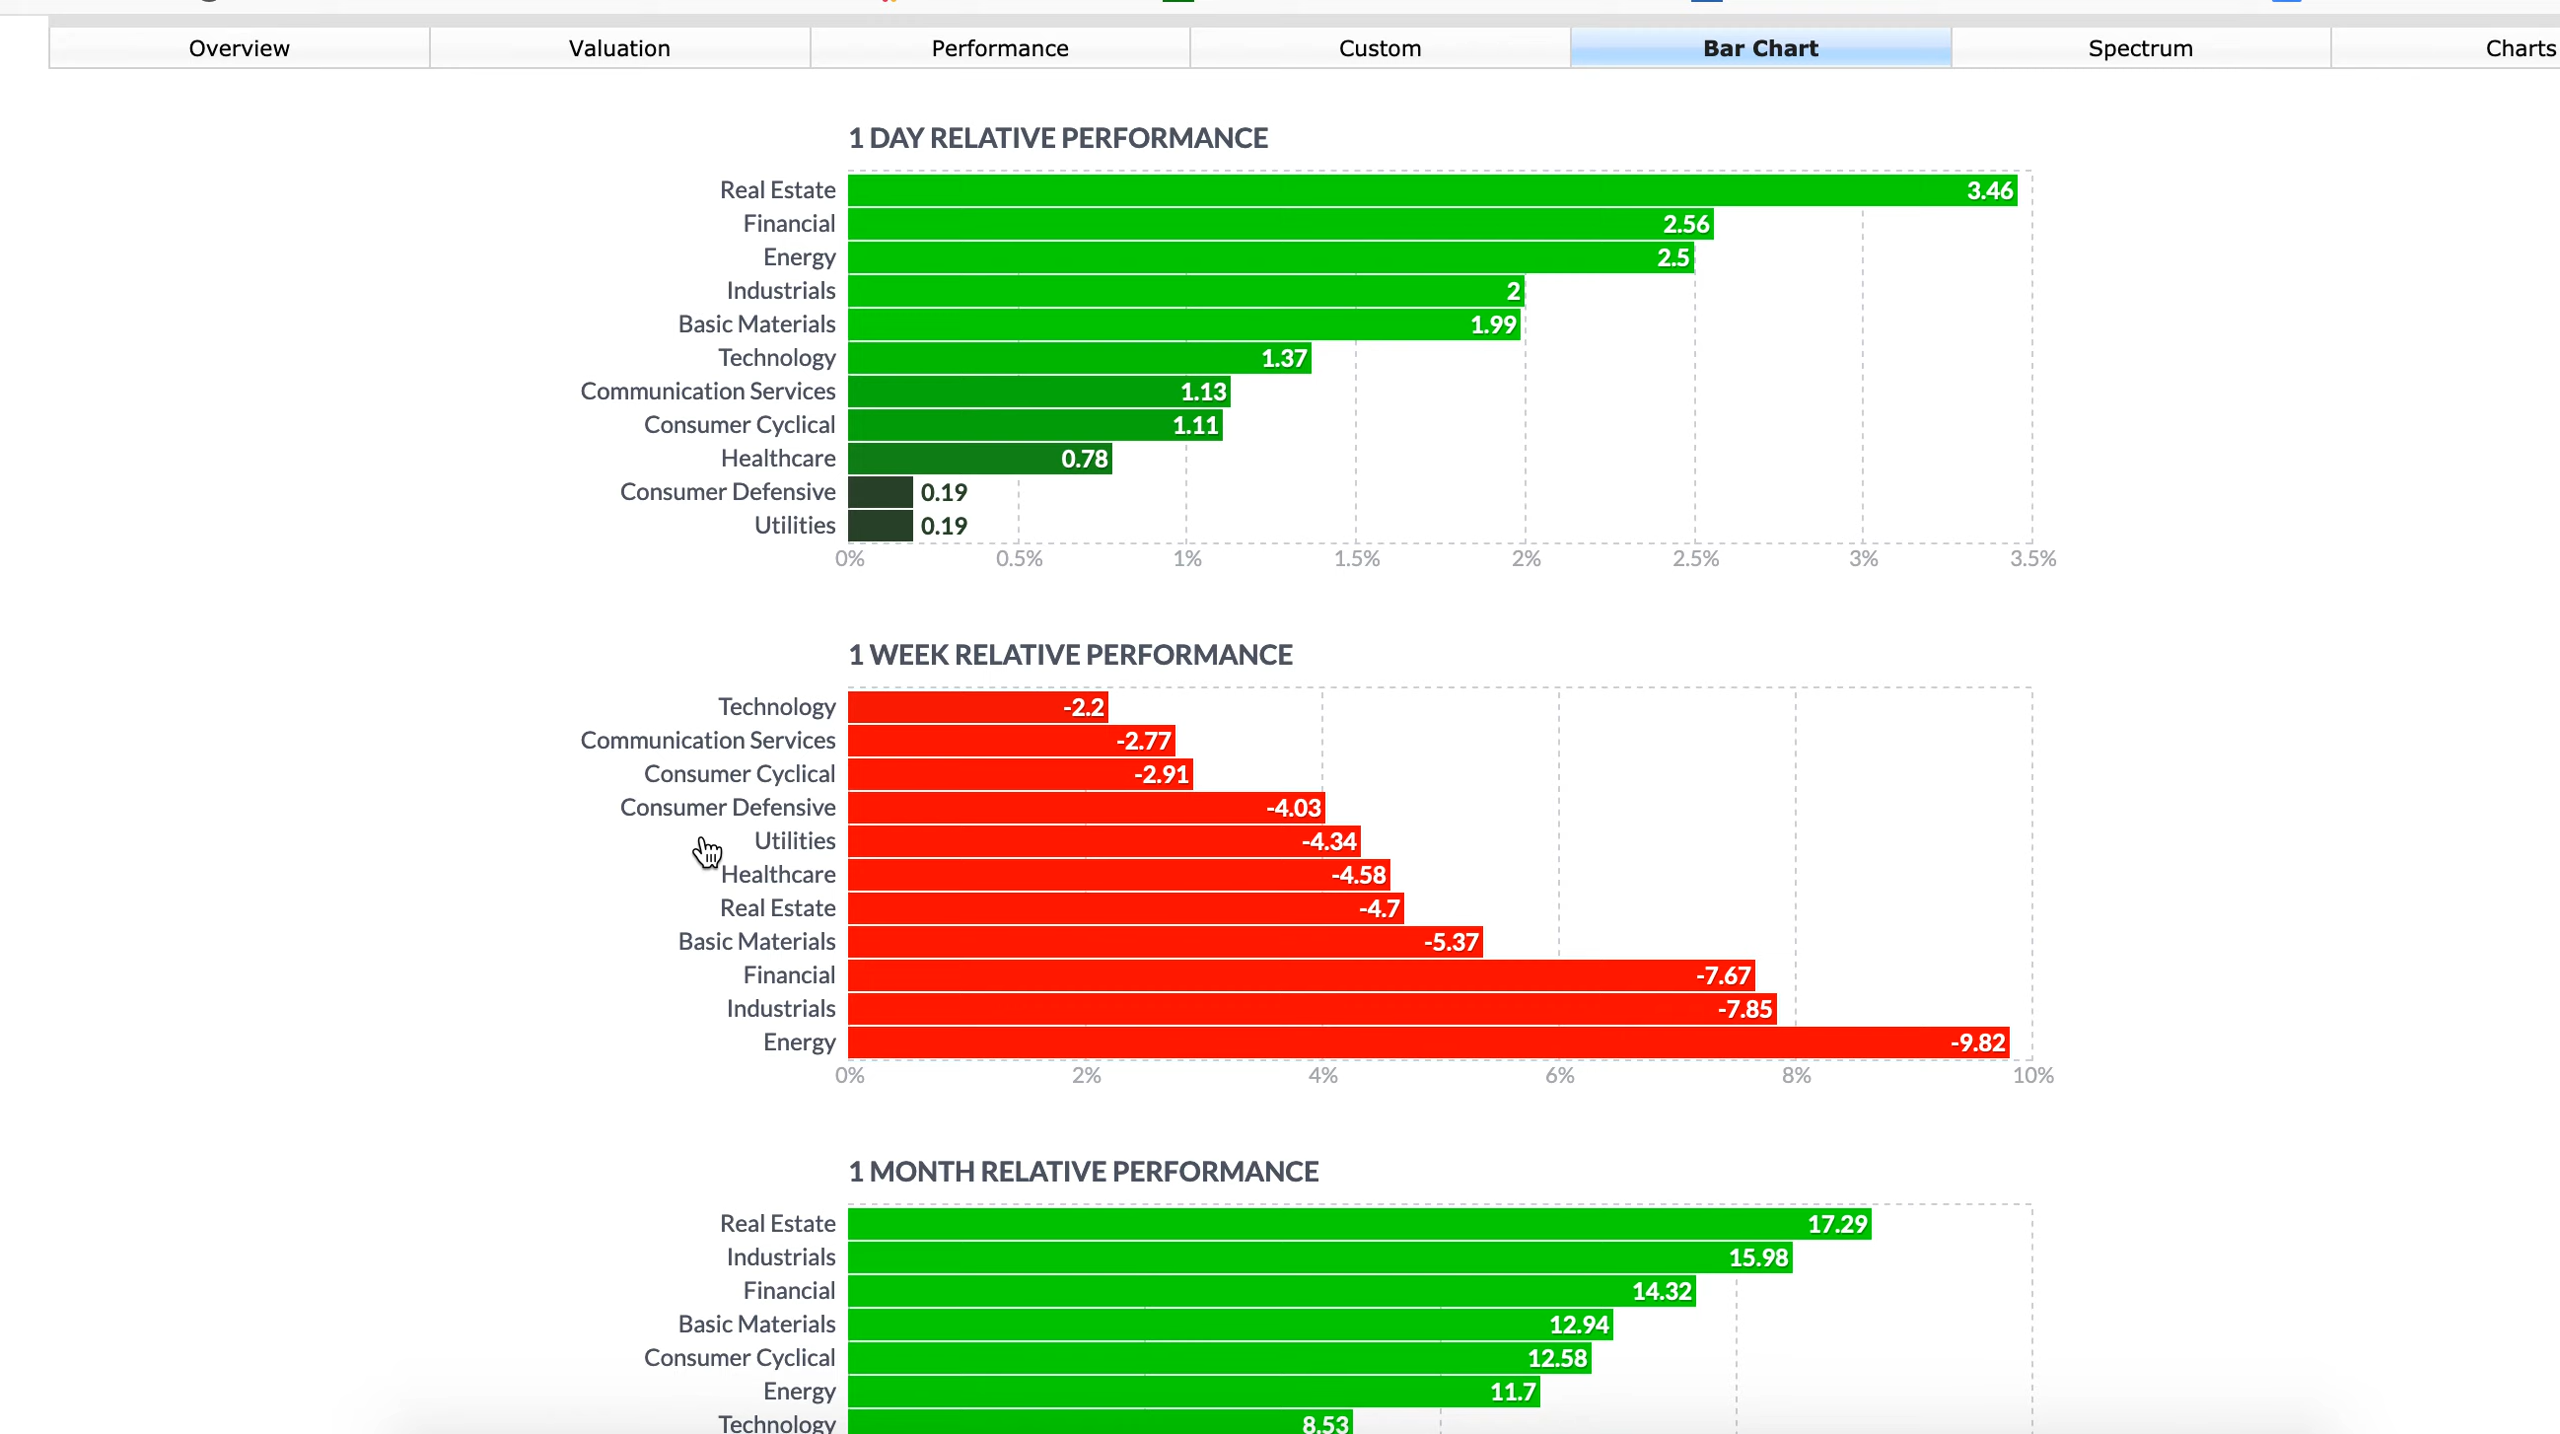 Overview Valuation Performance Custom Bar Chart Spectrum Charts
1 DAY RELATIVE PERFORMANCE
Real Estate 3.46
Financial 2.56
Energy 2.5
Industrials 2
Basic Materials 1.99
Technology 1.37
Communication Services 1.13
Consumer Cyclical 1.11
Healthcare 0.78
Consumer Defensive 0.19
Utilities 0.19
0% 0.5% 1% 1.5% 2% 2.5% 3% 3.5%
1 WEEK RELATIVE PERFORMANCE
Technology -2.2
Communication Services -2.77
Consumer Cyclical -2.91
Consumer Defensive -4.03
Utilities -4.34
Healthcare -4.58
Real Estate -4.7
Basic Materials -5.37
Financial -7.67
Industrials -7.85
Energy -9.82
0% 2% 4% 6% 8% 10%
1 MONTH RELATIVE PERFORMANCE
Real Estate 17.29
Industrials 15.98
Financial 14.32
Basic Materials 12.94
Consumer Cyclical 12.58
Energy 11.7
Technology 8.53